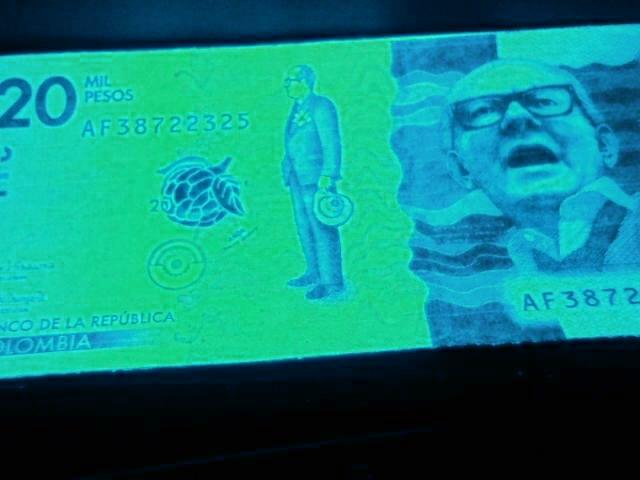 20 MIL
PESOS
AF38722325
20
NCO DE LA REPÚBLICA
OLOMBIA
AF3872